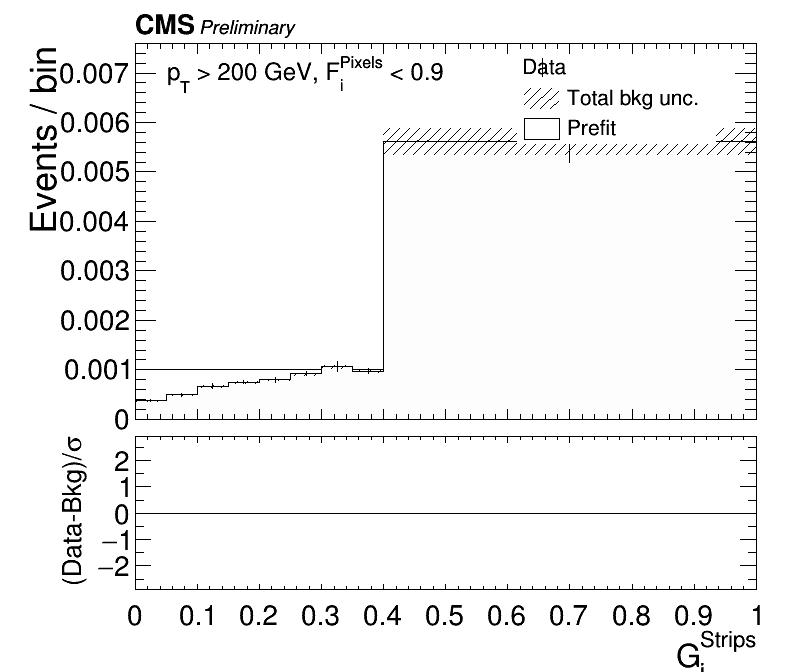 CMS Preliminary
Events / bin
p_T > 200 GeV, F_i^Pixels < 0.9
Data
Total bkg unc.
Prefit
0.007
0.006
0.005
0.004
0.003
0.002
0.001
0
(Data-Bkg)/σ
2
1
0
−1
−2
0 0.1 0.2 0.3 0.4 0.5 0.6 0.7 0.8 0.9 1
G_i^Strips